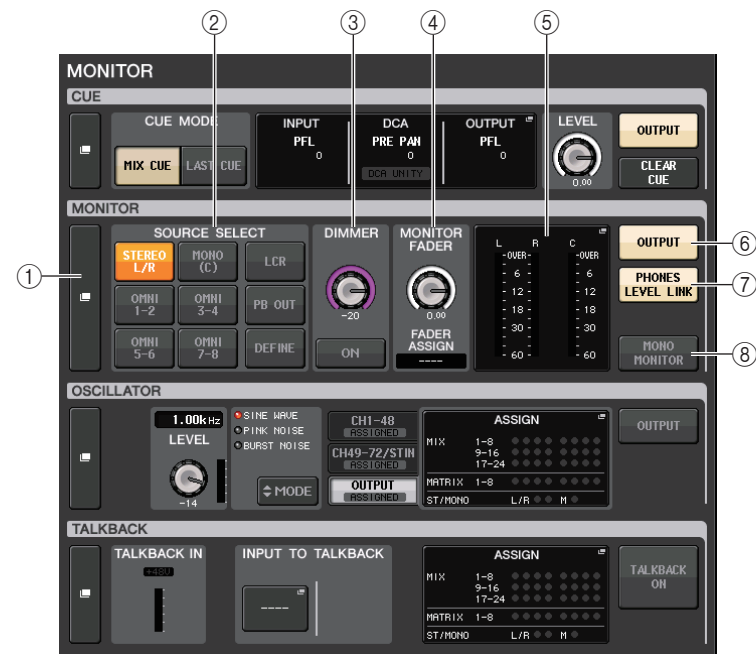 ② ③ ④ ⑤
MONITOR
CUE
CUE MODE
MIX CUE
LAST CUE
INPUT
PFL
0
DCA
PRE PAN
0
DCA UNITY
OUTPUT
PFL
0
LEVEL
0.00
OUTPUT
CLEAR
CUE
MONITOR
①
SOURCE SELECT
STEREO
L/R
MONO
(C)
LCR
OMNI
1-2
OMNI
3-4
PB OUT
OMNI
5-6
OMNI
7-8
DEFINE
DIMMER
-20
ON
MONITOR
FADER
0.00
FADER
ASSIGN
----
L R C
-OVER- -OVER
- 6 - - 6
- 12 - - 12
- 18 - - 18
- 30 - - 30
- 60 - - 60
OUTPUT
⑥
PHONES
LEVEL LINK
⑦
MONO
MONITOR
⑧
OSCILLATOR
1.00kHz
LEVEL
-14
SINE WAVE
PINK NOISE
BURST NOISE
MODE
CH1-48
ASSIGNED
CH49-72/STIN
ASSIGNED
OUTPUT
ASSIGNED
ASSIGN
MIX 1-8
9-16
17-24
MATRIX 1-8
ST/MONO L/R M
OUTPUT
TALKBACK
TALKBACK IN
+48V
INPUT TO TALKBACK
----
ASSIGN
MIX 1-8
9-16
17-24
MATRIX 1-8
ST/MONO L/R M
TALKBACK
ON